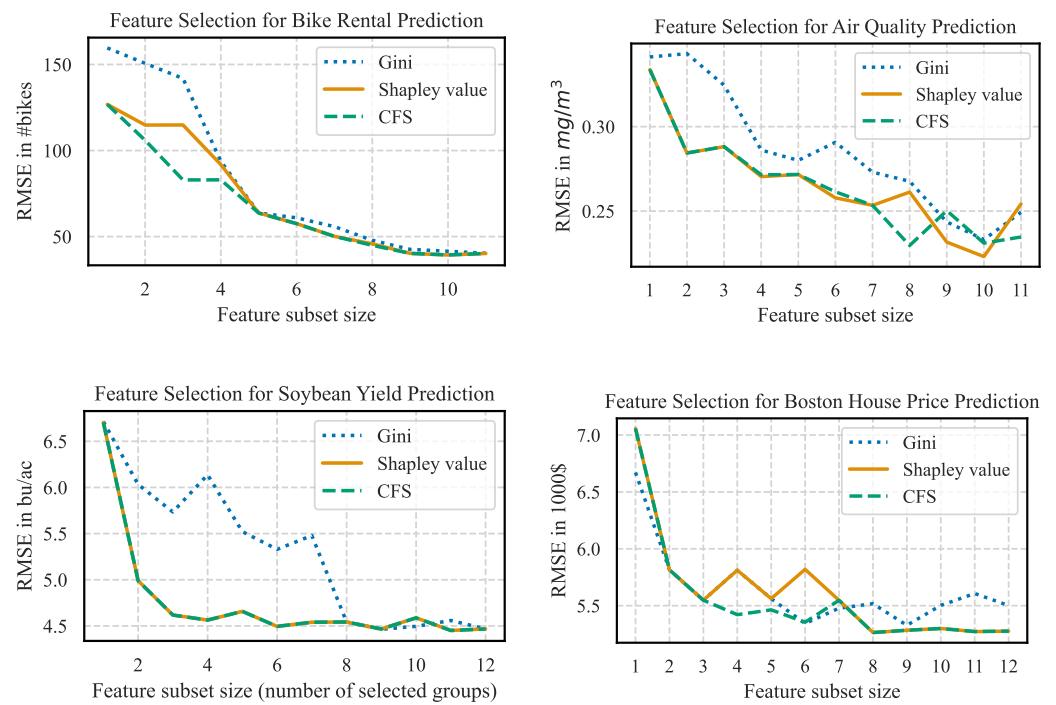 Feature Selection for Bike Rental Prediction
RMSE in #bikes
150
100
50
Gini
Shapley value
CFS
2 4 6 8 10
Feature subset size
Feature Selection for Air Quality Prediction
RMSE in mg/m³
0.30
0.25
Gini
Shapley value
CFS
1 2 3 4 5 6 7 8 9 10 11
Feature subset size
Feature Selection for Soybean Yield Prediction
RMSE in bu/ac
6.5
6.0
5.5
5.0
4.5
Gini
Shapley value
CFS
2 4 6 8 10 12
Feature subset size (number of selected groups)
Feature Selection for Boston House Price Prediction
RMSE in 1000$
7.0
6.5
6.0
5.5
Gini
Shapley value
CFS
1 2 3 4 5 6 7 8 9 10 11 12
Feature subset size